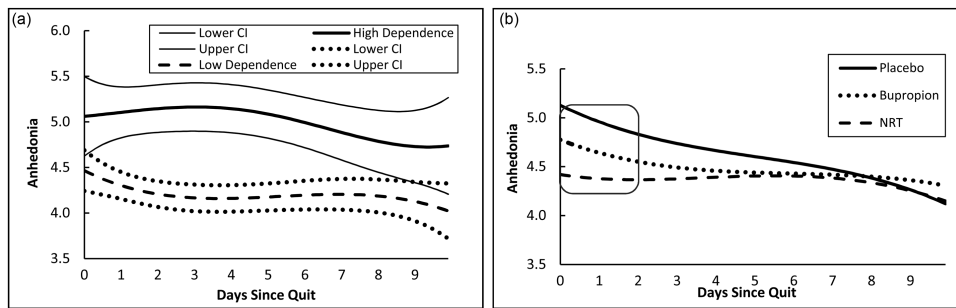 (a)
6.0
5.5
5.0
4.5
4.0
3.5
Anhedonia
Lower CI
High Dependence
Upper CI
Lower CI
Low Dependence
Upper CI
0 1 2 3 4 5 6 7 8 9
Days Since Quit
(b)
5.5
5.0
4.5
4.0
3.5
Anhedonia
Placebo
Bupropion
NRT
0 1 2 3 4 5 6 7 8 9
Days Since Quit